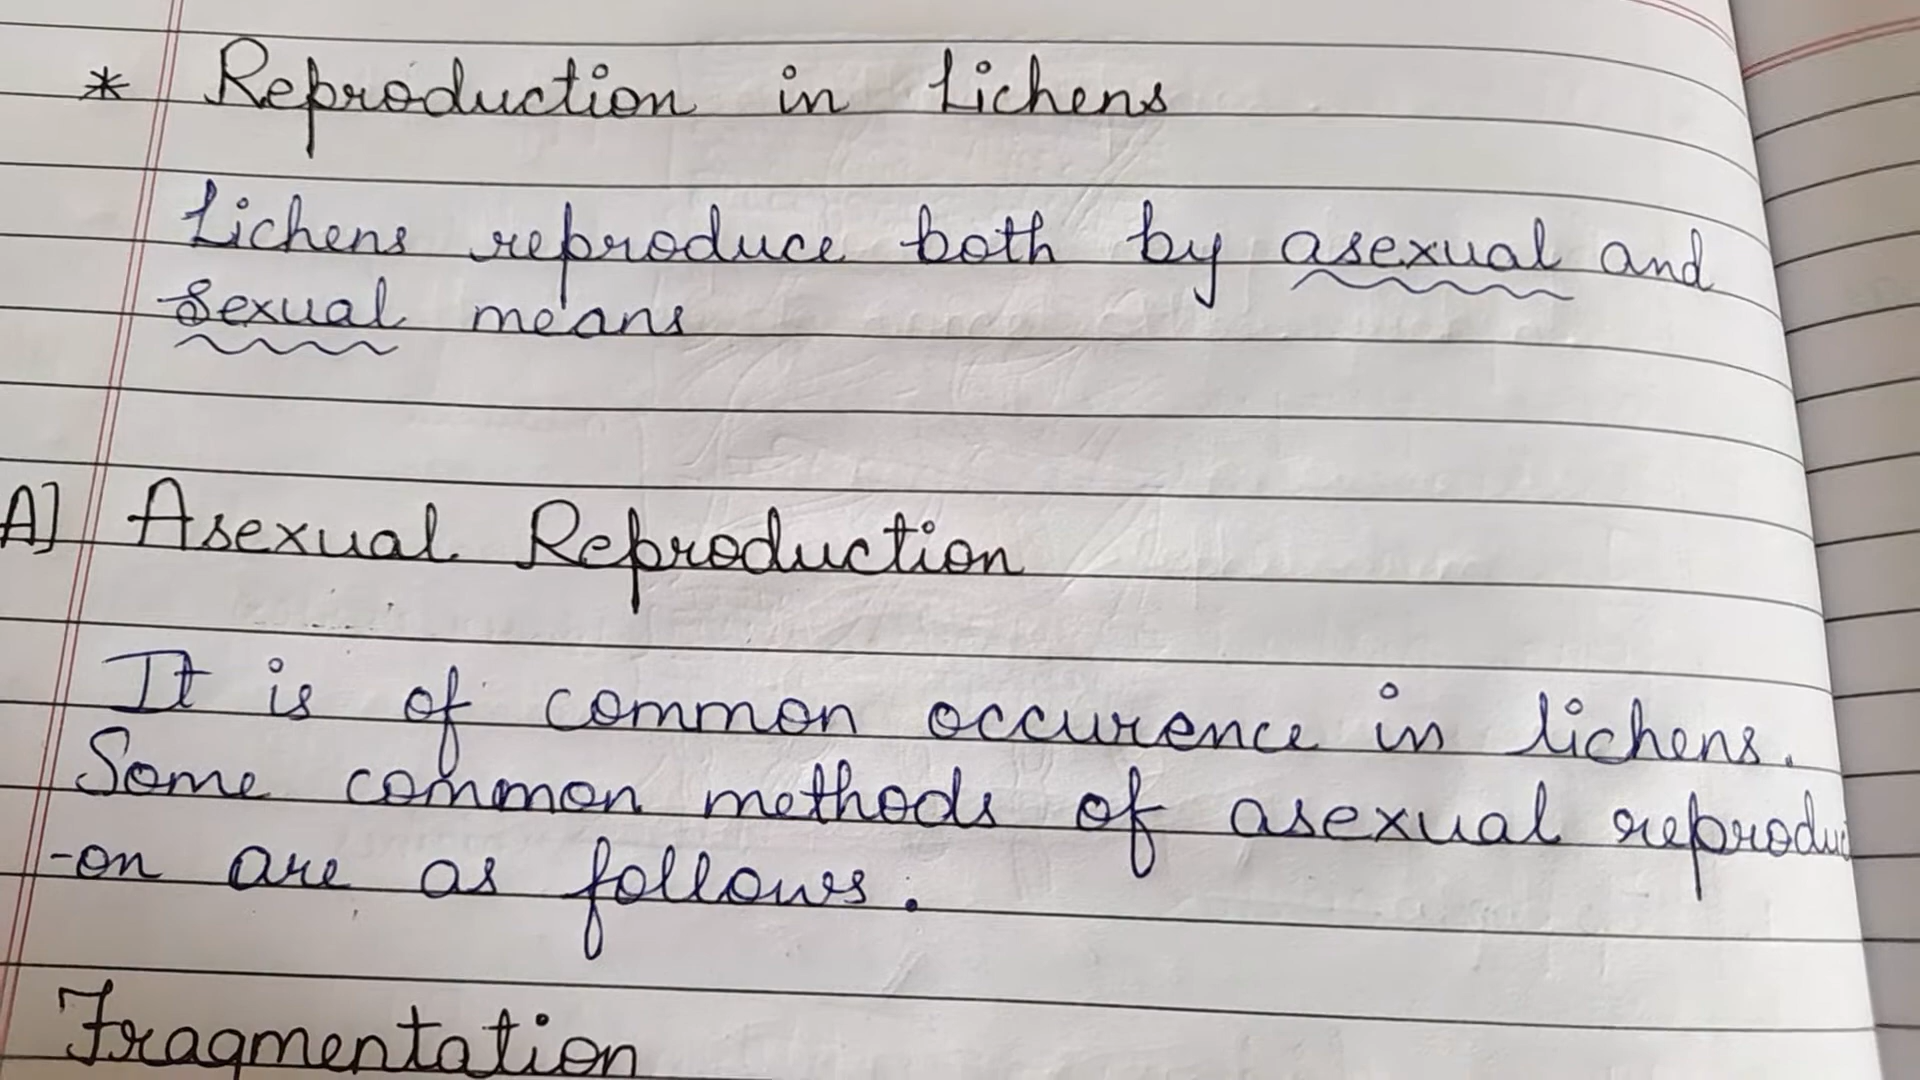 * Reproduction in Lichens
Lichens reproduce both by asexual and
Sexual means
A] Asexual Reproduction
It is of common occurence in lichens.
Some common methods of asexual reproduc
-on are as follows.
Fragmentation